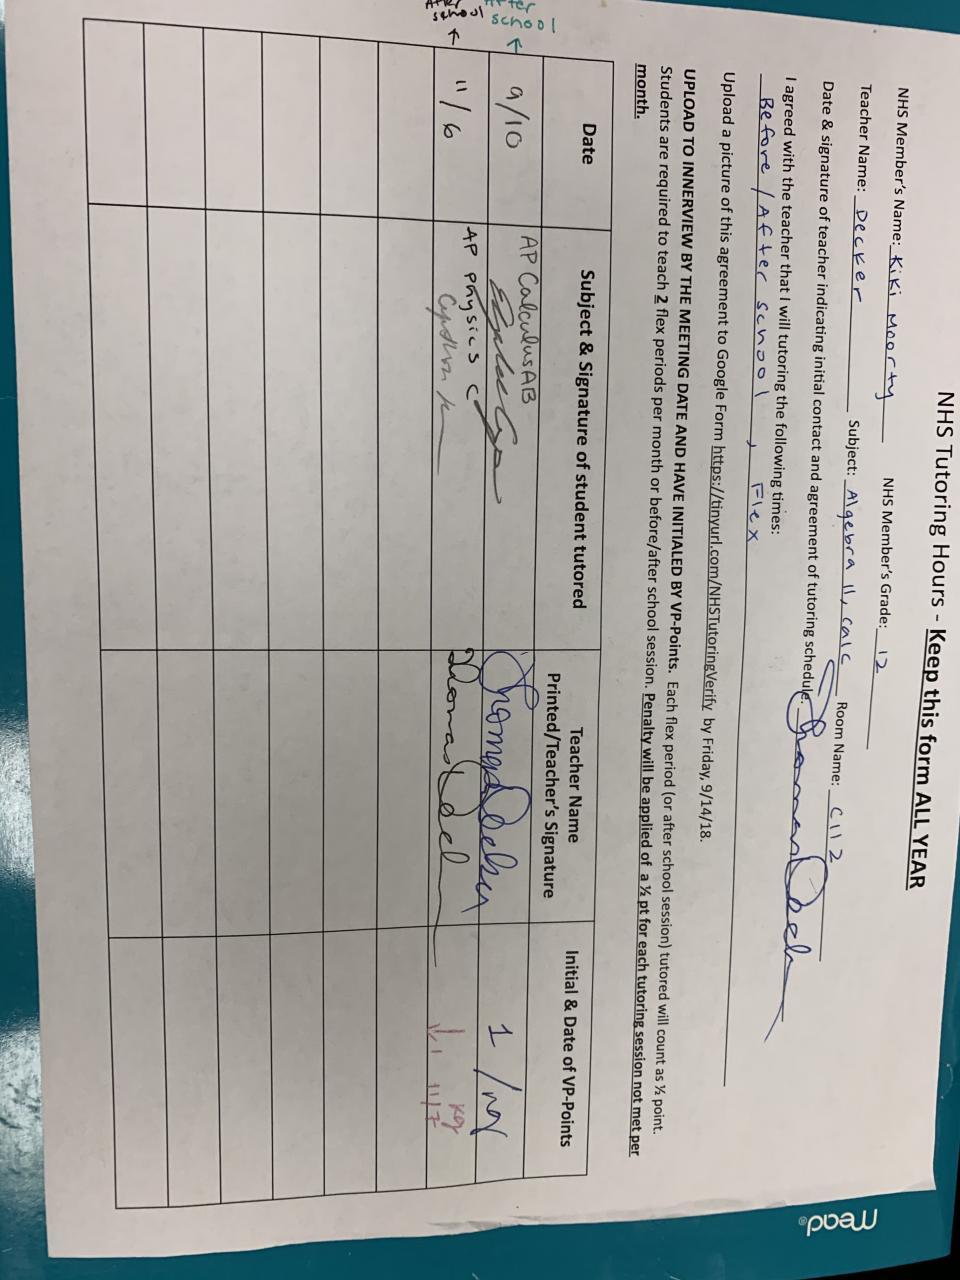 NHS Tutoring Hours - Keep this form ALL YEAR
NHS Member's Name: Kiki Moorty NHS Member's Grade: 12
Teacher Name: Decker Subject: Algebra 11, calc Room Name: C112
Date & signature of teacher indicating initial contact and agreement of tutoring schedule:
I agreed with the teacher that I will tutoring the following times:
Before / After school, Flex
Upload a picture of this agreement to Google Form https://tinyurl.com/NHSTutoringVerify by Friday, 9/14/18.
UPLOAD TO INNERVIEW BY THE MEETING DATE AND HAVE INITIALED BY VP-Points. Each flex period (or after school session) tutored will count as ½ point.
Students are required to teach 2 flex periods per month or before/after school session. Penalty will be applied of a ½ pt for each tutoring session not met per
month.
Date Subject & Signature of student tutored Teacher Name Printed/Teacher's Signature Initial & Date of VP-Points
After school
9/10 AP Calculus AB Thomas Decker 1
After school
11/6 AP Physics C Thomas 11/7
Mead